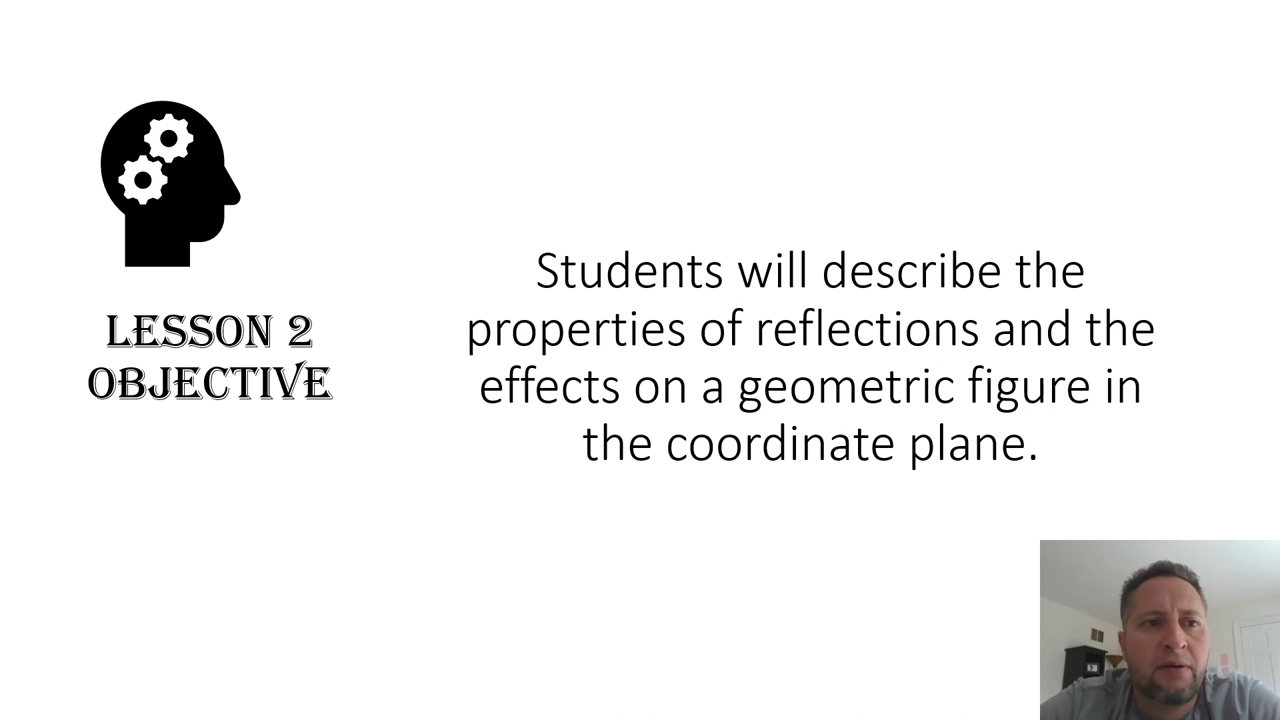 LESSON 2
OBJECTIVE
Students will describe the
properties of reflections and the
effects on a geometric figure in
the coordinate plane.